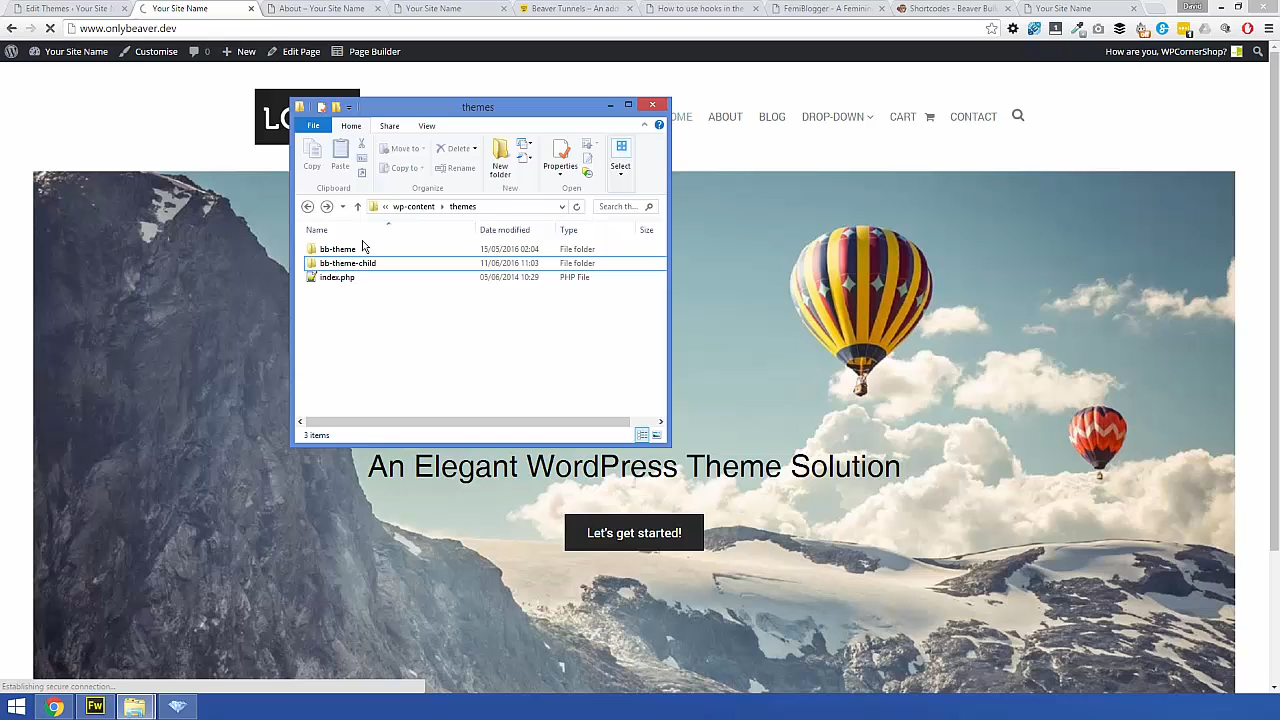 Edit Themes ‹ Your Site
Your Site Name
About – Your Site Name
Your Site Name
Beaver Tunnels – An add
How to use hooks in the
FemiBlogger - A Feminin
Shortcodes - Beaver Buil
Your Site Name
David
www.onlybeaver.dev
Your Site Name
Customise
0
New
Edit Page
Page Builder
How are you, WPCornerShop?
LO
OME
ABOUT
BLOG
DROP-DOWN
CART
CONTACT
themes
File
Home
Share
View
Copy
Paste
Move to
Copy to
Delete
Rename
New folder
Properties
Select
Clipboard
Organize
New
Open
« wp-content
themes
Search th...
Name
Date modified
Type
Size
bb-theme 15/05/2016 02:04 File folder
bb-theme-child 11/06/2016 11:03 File folder
index.php 05/06/2014 10:29 PHP File
3 items
An Elegant WordPress Theme Solution
Let's get started!
Establishing secure connection...
Fw